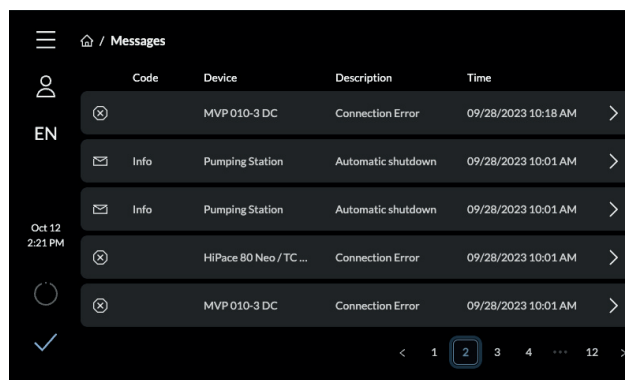 / Messages
Code Device Description Time
MVP 010-3 DC Connection Error 09/28/2023 10:18 AM
EN
Info Pumping Station Automatic shutdown 09/28/2023 10:01 AM
Info Pumping Station Automatic shutdown 09/28/2023 10:01 AM
Oct 12
2:21 PM
HiPace 80 Neo / TC ... Connection Error 09/28/2023 10:01 AM
MVP 010-3 DC Connection Error 09/28/2023 10:01 AM
< 1 2 3 4 ••• 12 >